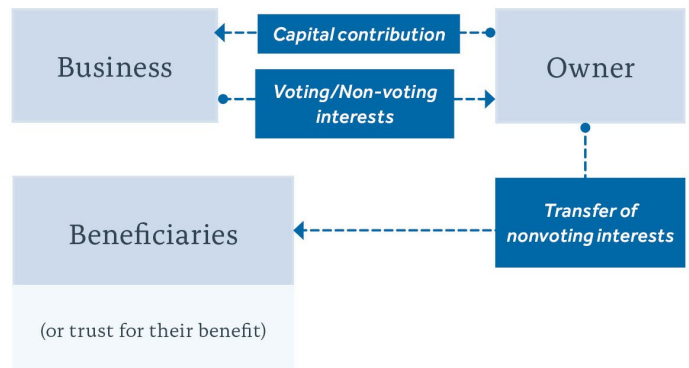 Business
Capital contribution
Owner
Voting/Non-voting
interests
Beneficiaries
(or trust for their benefit)
Transfer of
nonvoting interests